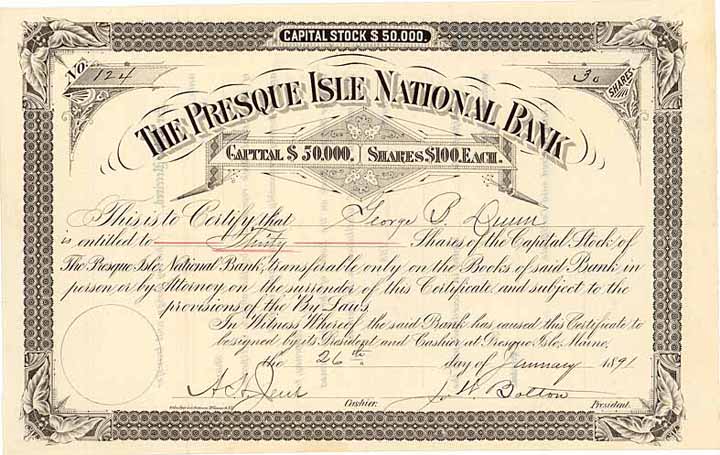 CAPITAL STOCK $ 50.000.
No. 124
30 SHARES
THE PRESQUE ISLE NATIONAL BANK
CAPITAL $ 50,000. SHARES $100. EACH.
This is to Certify that George B. Dunn
is entitled to Thirty Shares of the Capital Stock of
The Presque Isle National Bank, transferable only on the Books of said Bank in
person or by Attorney on the surrender of this Certificate and subject to the
provisions of the By Laws.
In Witness Whereof the said Bank has caused this Certificate to
be signed by its President and Cashier at Presque Isle, Maine,
the 26th day of January 1891
A. H. Bolton
Cashier. President.